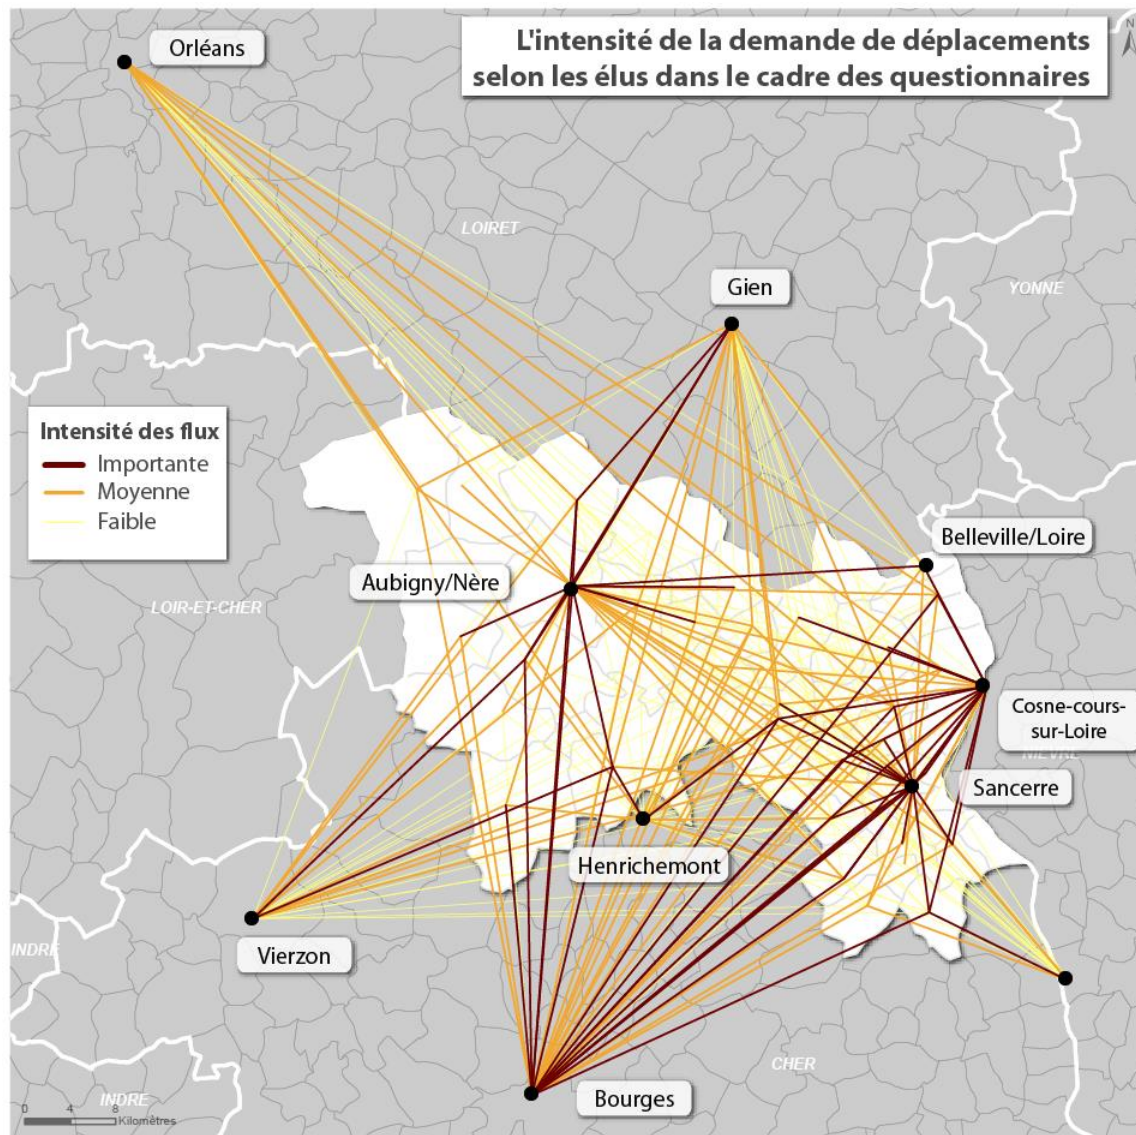 Orléans
L'intensité de la demande de déplacements
selon les élus dans le cadre des questionnaires
N
LOIRET
Gien
YONNE
Intensité des flux
Importante
Moyenne
Faible
Belleville/Loire
Aubigny/Nère
LOIR-ET-CHER
Cosne-cours-
sur-Loire
NIÈVRE
Sancerre
Henrichemont
Vierzon
INDRE
CHER
Bourges
INDRE
0 4 8
Kilomètres